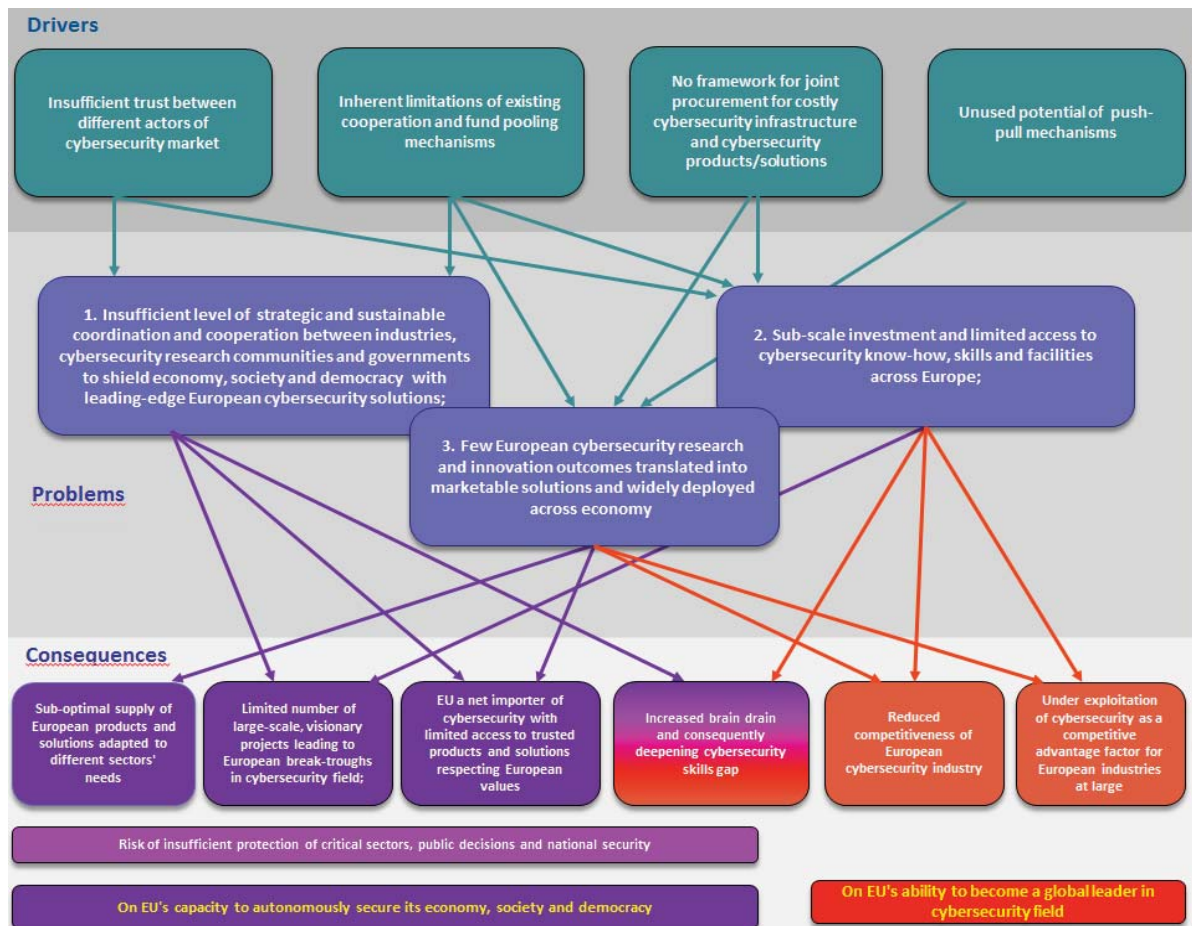 Drivers
Insufficient trust between
different actors of
cybersecurity market
Inherent limitations of existing
cooperation and fund pooling
mechanisms
No framework for joint
procurement for costly
cybersecurity infrastructure
and cybersecurity
products/solutions
Unused potential of push-
pull mechanisms
1. Insufficient level of strategic and sustainable
coordination and cooperation between industries,
cybersecurity research communities and governments
to shield economy, society and democracy with
leading-edge European cybersecurity solutions;
2. Sub-scale investment and limited access to
cybersecurity know-how, skills and facilities
across Europe;
3. Few European cybersecurity research
and innovation outcomes translated into
marketable solutions and widely deployed
across economy
Problems
Consequences
Sub-optimal supply of
European products and
solutions adapted to
different sectors'
needs
Limited number of
large-scale, visionary
projects leading to
European break-troughs
in cybersecurity field;
EU a net importer of
cybersecurity with
limited access to trusted
products and solutions
respecting European
values
Increased brain drain
and consequently
deepening cybersecurity
skills gap
Reduced
competitiveness of
European
cybersecurity industry
Under exploitation
of cybersecurity as a
competitive
advantage factor for
European industries
at large
Risk of insufficient protection of critical sectors, public decisions and national security
On EU's capacity to autonomously secure its economy, society and democracy
On EU's ability to become a global leader in
cybersecurity field